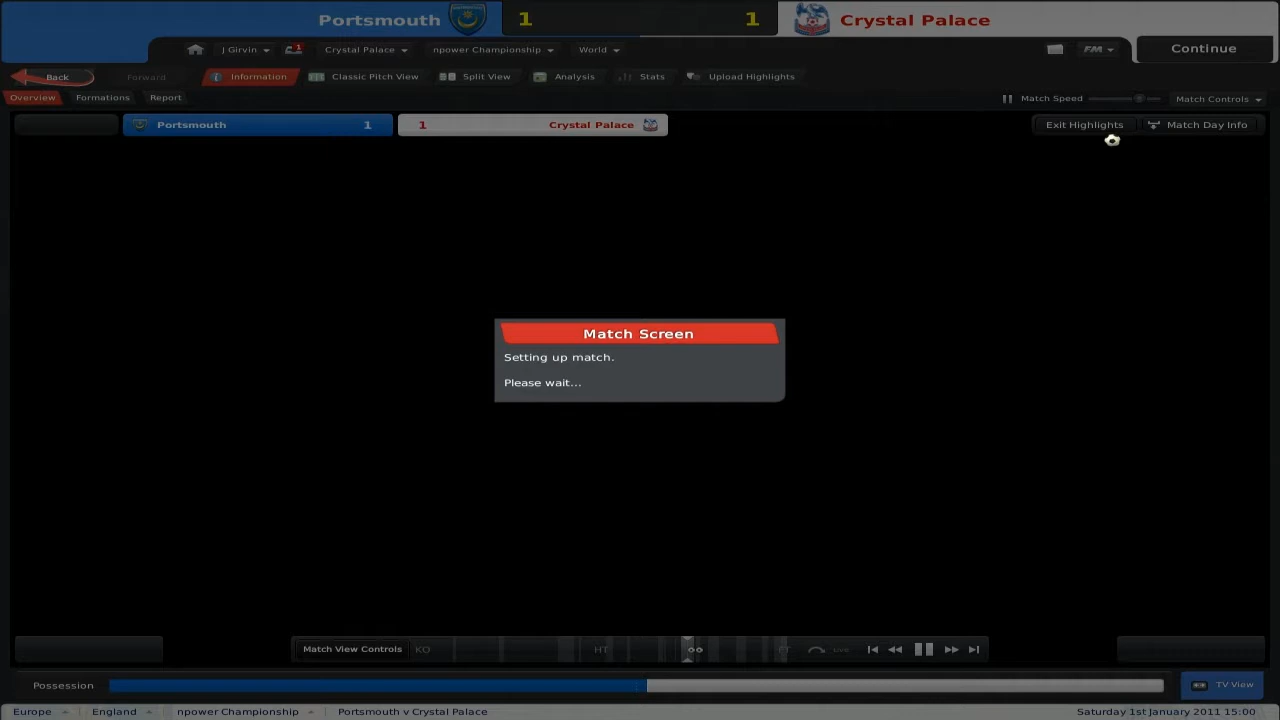 Portsmouth 1 1 Crystal Palace
J Girvin 1 Crystal Palace npower Championship World FM Continue
Back Forward Information Classic Pitch View Split View Analysis Stats Upload Highlights
Overview Formations Report Match Speed Match Controls
Portsmouth 1 1 Crystal Palace Exit Highlights Match Day Info
Match Screen
Setting up match.
Please wait...
Match View Controls KO HT FT LIVE
Possession TV View
Europe England npower Championship Portsmouth v Crystal Palace Saturday 1st January 2011 15:00